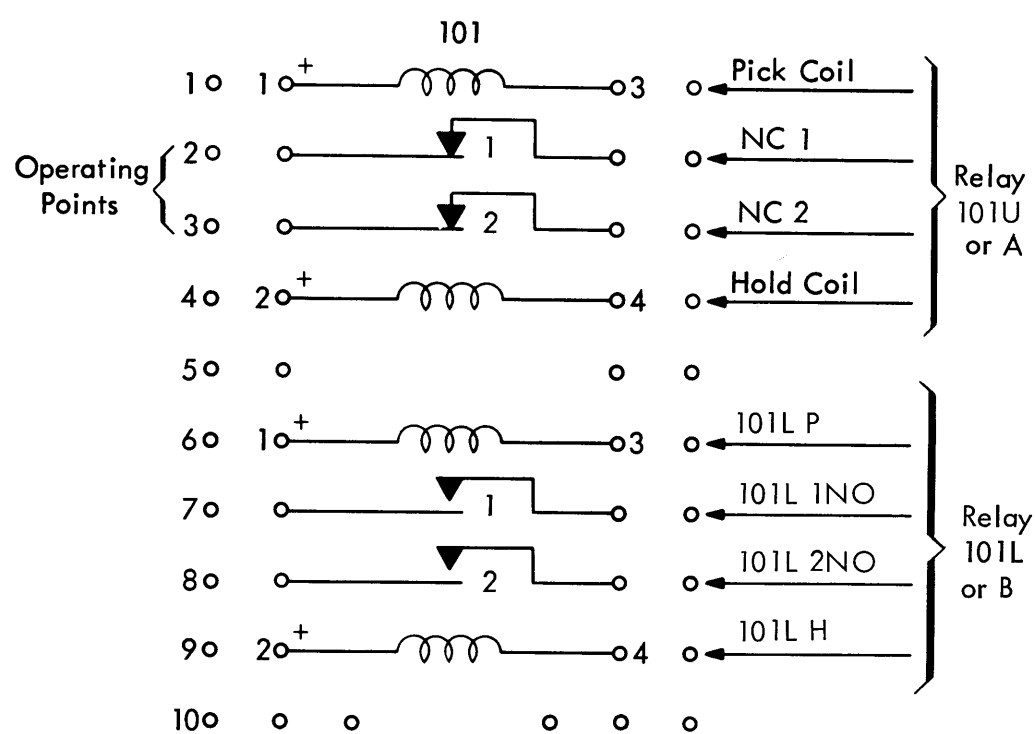 101
1 1 + 3 Pick Coil
2 1 NC 1
Operating
Points
3 2 NC 2
Relay
101U
or A
4 2 + 4 Hold Coil
5
6 1 + 3 101L P
7 1 101L 1NO
8 2 101L 2NO
Relay
101L
or B
9 2 + 4 101L H
10